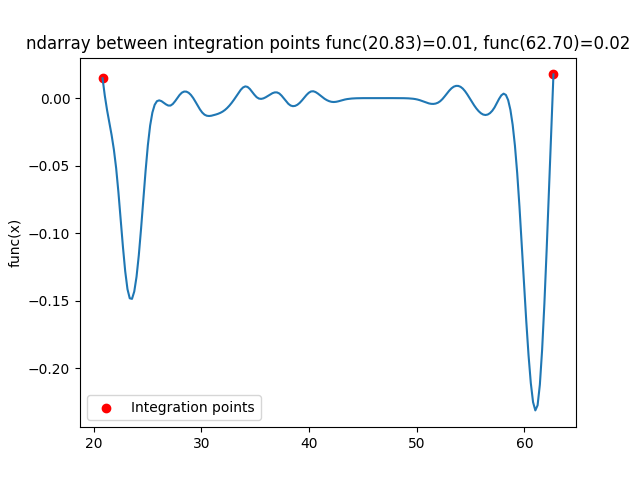 ndarray between integration points func(20.83)=0.01, func(62.70)=0.02
0.00
−0.05
−0.10
−0.15
−0.20
func(x)
Integration points
20 30 40 50 60